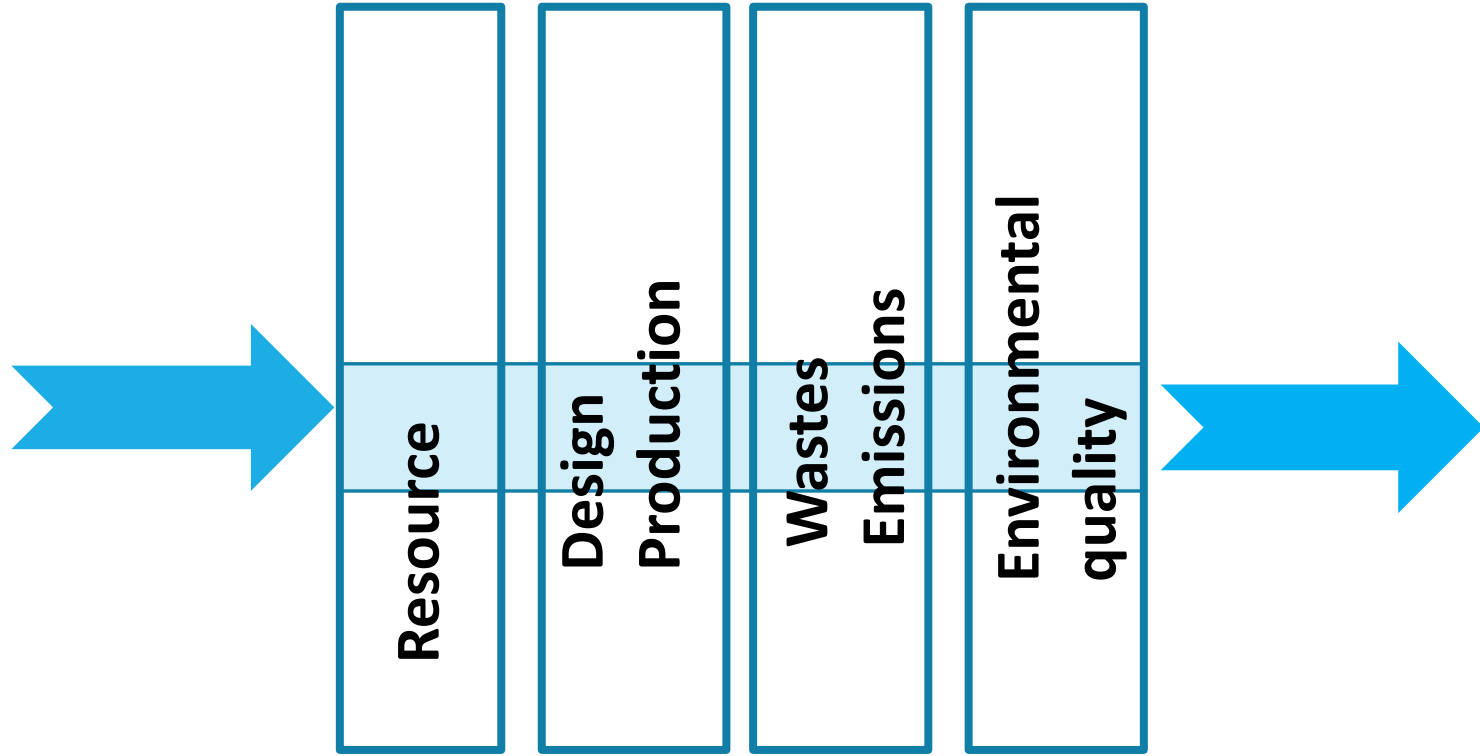 Resource
Design
Production
Wastes
Emissions
Environmental
quality